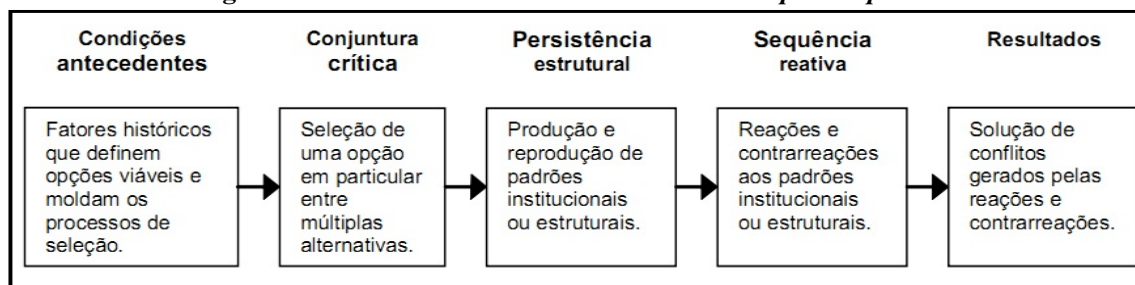 Condições
antecedentes
Conjuntura
crítica
Persistência
estrutural
Sequência
reativa
Resultados
Fatores históricos
que definem
opções viáveis e
moldam os
processos de
seleção.
Seleção de
uma opção
em particular
entre
múltiplas
alternativas.
Produção e
reprodução de
padrões
institucionais
ou estruturais.
Reações e
contrarreações
aos padrões
institucionais
ou estruturais.
Solução de
conflitos
gerados pelas
reações e
contrarreações.